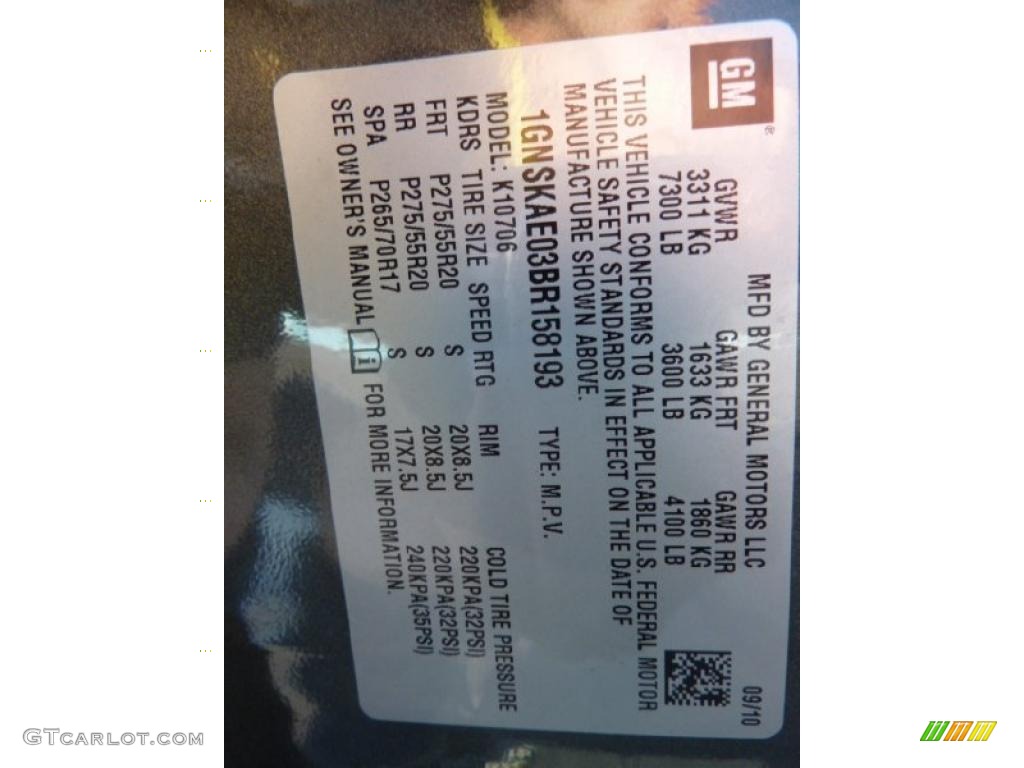 GM
®
MFD BY GENERAL MOTORS LLC 09/10
GVWR GAWR FRT GAWR RR
3311 KG 1633 KG 1860 KG
7300 LB 3600 LB 4100 LB
THIS VEHICLE CONFORMS TO ALL APPLICABLE U.S. FEDERAL MOTOR
VEHICLE SAFETY STANDARDS IN EFFECT ON THE DATE OF
MANUFACTURE SHOWN ABOVE.
1GNSKAE03BR158193 TYPE: M.P.V.
MODEL: K10706
KDRS TIRE SIZE SPEED RTG RIM COLD TIRE PRESSURE
FRT P275/55R20 S 20X8.5J 220KPA(32PSI)
RR P275/55R20 S 20X8.5J 220KPA(32PSI)
SPA P265/70R17 S 17X7.5J 240KPA(35PSI)
SEE OWNER'S MANUAL i FOR MORE INFORMATION.
GTcarlot.com